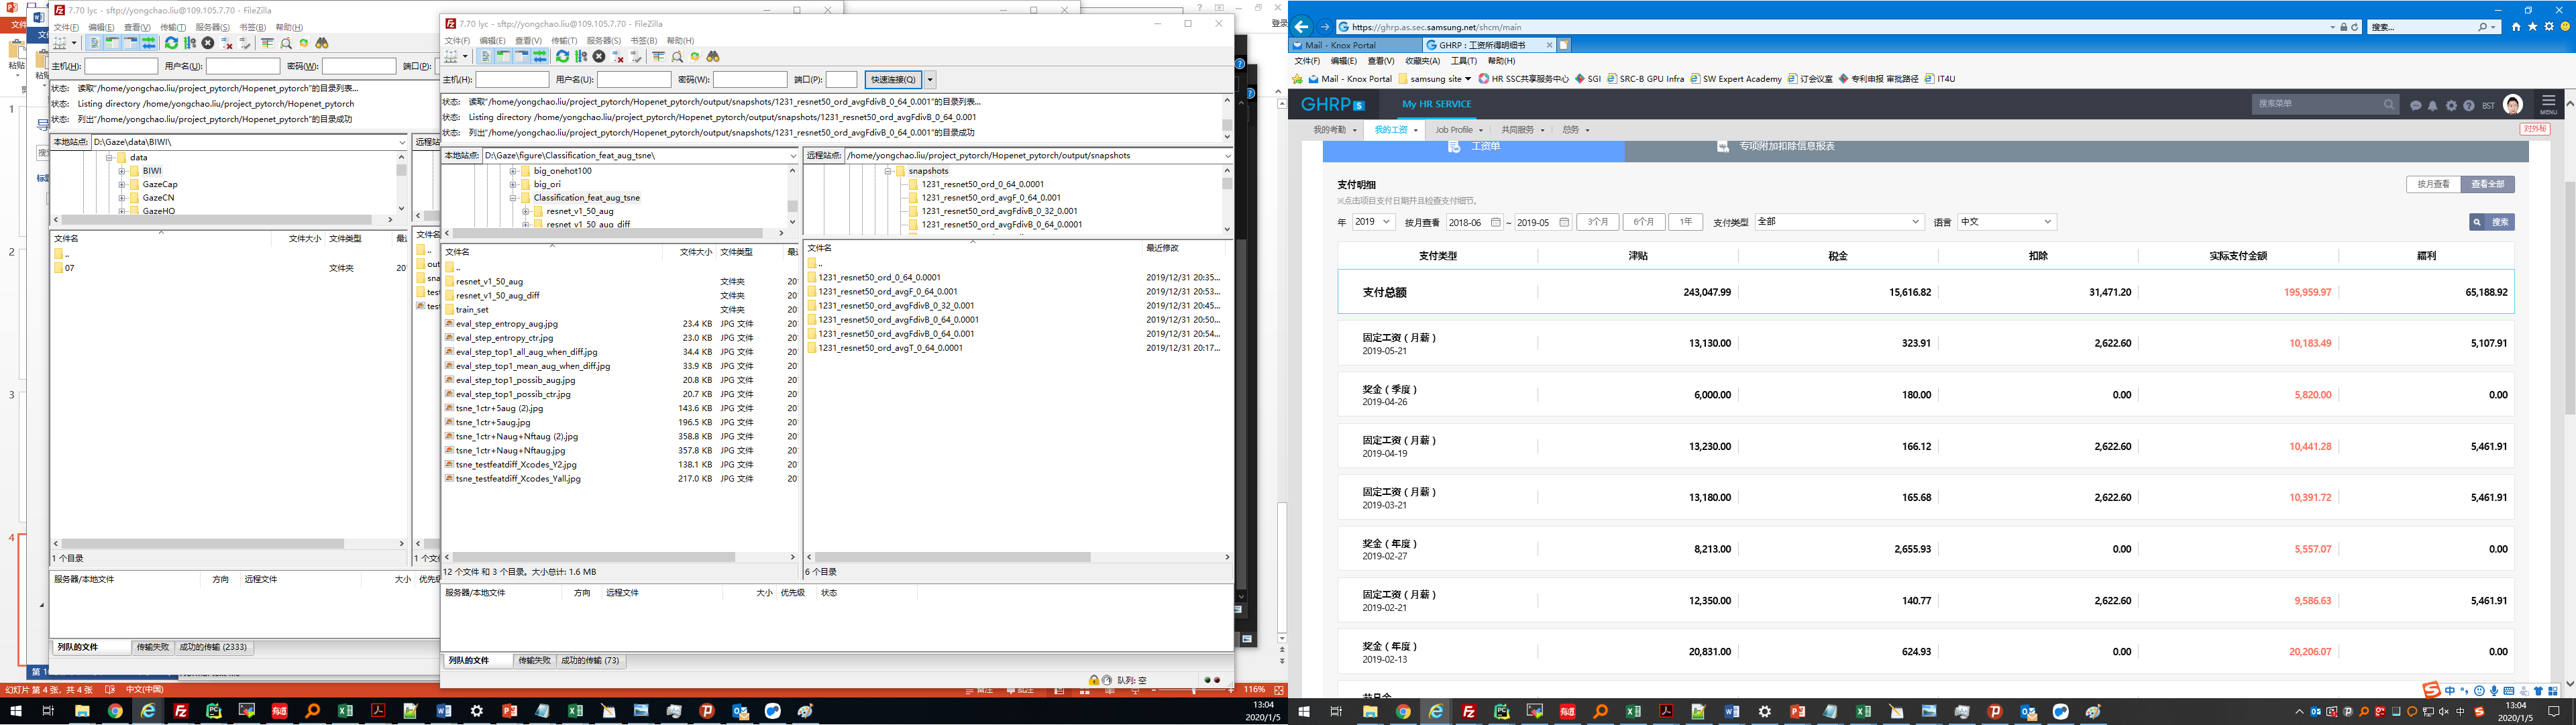 7.70 lyc - sftp://yongchao.liu@109.105.7.70 - FileZilla
文件(F) 编辑(E) 查看(V) 传输(T) 服务器(S) 书签(B) 帮助(H)
主机(H): 用户名(U): 密码(W): 端口(P):
状态: 读取"/home/yongchao.liu/project_pytorch/Hopenet_pytorch"的目录列表...
状态: Listing directory /home/yongchao.liu/project_pytorch/Hopenet_pytorch
状态: 列出"/home/yongchao.liu/project_pytorch/Hopenet_pytorch"的目录成功
本地站点: D:\Gaze\data\BIWI\
data
BIWI
GazeCap
GazeCN
GazeHO
文件名 文件大小 文件类型
..
07 文件夹 20
1 个目录
服务器/本地文件 方向 远程文件 大小 优先级
列队的文件 传输失败 成功的传输 (2333)
幻灯片 第 4 张，共 4 张 中文(中国)
7.70 lyc - sftp://yongchao.liu@109.105.7.70 - FileZilla
文件(F) 编辑(E) 查看(V) 传输(T) 服务器(S) 书签(B) 帮助(H)
主机(H): 用户名(U): 密码(W): 端口(P): 快速连接(Q)
状态: 读取"/home/yongchao.liu/project_pytorch/Hopenet_pytorch/output/snapshots/1231_resnet50_ord_avgFdivB_0_64_0.001"的目录列表...
状态: Listing directory /home/yongchao.liu/project_pytorch/Hopenet_pytorch/output/snapshots/1231_resnet50_ord_avgFdivB_0_64_0.001
状态: 列出"/home/yongchao.liu/project_pytorch/Hopenet_pytorch/output/snapshots/1231_resnet50_ord_avgFdivB_0_64_0.001"的目录成功
本地站点: D:\Gaze\figure\Classification_feat_aug_tsne\
big_onehot100
big_ori
Classification_feat_aug_tsne
resnet_v1_50_aug
resnet_v1_50_aug_diff
文件名 文件大小 文件类型
..
resnet_v1_50_aug 文件夹 20
resnet_v1_50_aug_diff 文件夹 20
train_set 文件夹 20
eval_step_entropy_aug.jpg 23.4 KB JPG 文件 20
eval_step_entropy_ctr.jpg 23.0 KB JPG 文件 20
eval_step_top1_all_aug_when_diff.jpg 34.4 KB JPG 文件 20
eval_step_top1_mean_aug_when_diff.jpg 33.9 KB JPG 文件 20
eval_step_top1_possib_aug.jpg 20.8 KB JPG 文件 20
eval_step_top1_possib_ctr.jpg 20.7 KB JPG 文件 20
tsne_1ctr+5aug (2).jpg 143.6 KB JPG 文件 20
tsne_1ctr+5aug.jpg 196.5 KB JPG 文件 20
tsne_1ctr+Naug+Nftaug (2).jpg 358.8 KB JPG 文件 20
tsne_1ctr+Naug+Nftaug.jpg 357.8 KB JPG 文件 20
tsne_testfeatdiff_Xcodes_Y2.jpg 138.1 KB JPG 文件 20
tsne_testfeatdiff_Xcodes_Yall.jpg 217.0 KB JPG 文件 20
12 个文件 和 3 个目录。大小总计: 1.6 MB
远程站点: /home/yongchao.liu/project_pytorch/Hopenet_pytorch/output/snapshots
snapshots
1231_resnet50_ord_0_64_0.0001
1231_resnet50_ord_avgF_0_64_0.001
1231_resnet50_ord_avgFdivB_0_32_0.001
1231_resnet50_ord_avgFdivB_0_64_0.0001
文件名 最近修改
..
1231_resnet50_ord_0_64_0.0001 2019/12/31 20:35...
1231_resnet50_ord_avgF_0_64_0.001 2019/12/31 20:53...
1231_resnet50_ord_avgFdivB_0_32_0.001 2019/12/31 20:45...
1231_resnet50_ord_avgFdivB_0_64_0.0001 2019/12/31 20:50...
1231_resnet50_ord_avgFdivB_0_64_0.001 2019/12/31 20:54...
1231_resnet50_ord_avgT_0_64_0.0001 2019/12/31 20:17...
6 个目录
服务器/本地文件 方向 远程文件 大小 优先级 状态
列队的文件 传输失败 成功的传输 (73)
队列: 空
116%
13:04
2020/1/5
https://ghrp.as.sec.samsung.net/shcm/main
搜索...
Mail - Knox Portal
GHRP : 工资所得明细书
文件(F) 编辑(E) 查看(V) 收藏夹(A) 工具(T) 帮助(H)
Mail - Knox Portal samsung site HR SSC共享服务中心 SGI SRC-B GPU Infra SW Expert Academy 订会议室 专利申报 审批路径 IT4U
GHRP S My HR SERVICE 搜索菜单 BST MENU
我的考勤 我的工资 Job Profile 共同服务 总务 对外秘
工资单 专项附加扣除信息报表
支付明细 按月查看 查看全部
※点击项目支付日期并且检查支付细节。
年 2019 按月查看 2018-06 ~ 2019-05 3个月 6个月 1年 支付类型 全部 语言 中文 搜索
支付类型 津贴 税金 扣除 实际支付金额 福利
支付总额 243,047.99 15,616.82 31,471.20 195,959.97 65,188.92
固定工资 ( 月薪 )
2019-05-21 13,130.00 323.91 2,622.60 10,183.49 5,107.91
奖金 ( 季度 )
2019-04-26 6,000.00 180.00 0.00 5,820.00 0.00
固定工资 ( 月薪 )
2019-04-19 13,230.00 166.12 2,622.60 10,441.28 5,461.91
固定工资 ( 月薪 )
2019-03-21 13,180.00 165.68 2,622.60 10,391.72 5,461.91
奖金 ( 年度 )
2019-02-27 8,213.00 2,655.93 0.00 5,557.07 0.00
固定工资 ( 月薪 )
2019-02-21 12,350.00 140.77 2,622.60 9,586.63 5,461.91
奖金 ( 年度 )
2019-02-13 20,831.00 624.93 0.00 20,206.07 0.00
13:04
2020/1/5